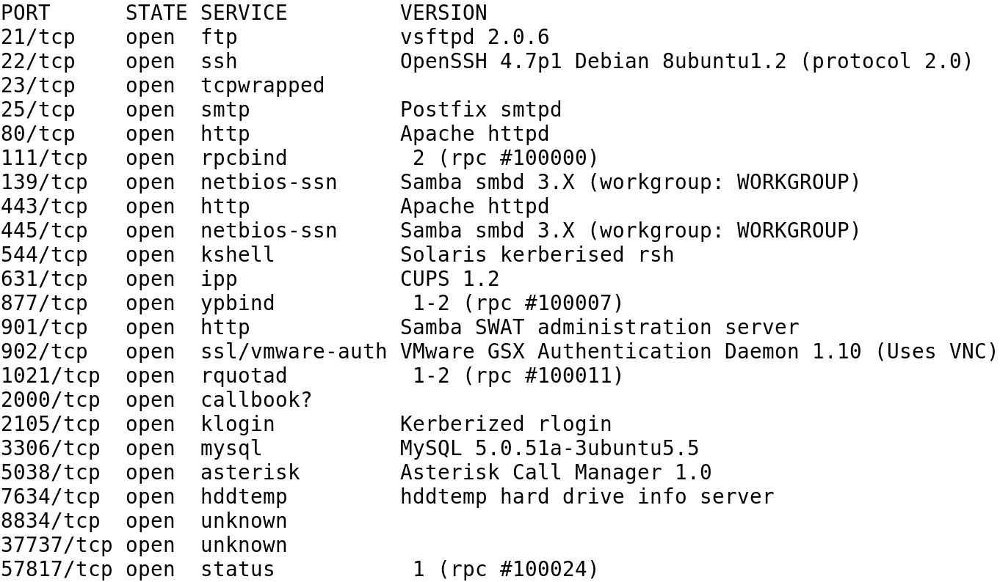 PORT      STATE SERVICE         VERSION
21/tcp    open  ftp             vsftpd 2.0.6
22/tcp    open  ssh             OpenSSH 4.7p1 Debian 8ubuntu1.2 (protocol 2.0)
23/tcp    open  tcpwrapped
25/tcp    open  smtp            Postfix smtpd
80/tcp    open  http            Apache httpd
111/tcp   open  rpcbind          2 (rpc #100000)
139/tcp   open  netbios-ssn     Samba smbd 3.X (workgroup: WORKGROUP)
443/tcp   open  http            Apache httpd
445/tcp   open  netbios-ssn     Samba smbd 3.X (workgroup: WORKGROUP)
544/tcp   open  kshell          Solaris kerberised rsh
631/tcp   open  ipp             CUPS 1.2
877/tcp   open  ypbind           1-2 (rpc #100007)
901/tcp   open  http            Samba SWAT administration server
902/tcp   open  ssl/vmware-auth VMware GSX Authentication Daemon 1.10 (Uses VNC)
1021/tcp  open  rquotad          1-2 (rpc #100011)
2000/tcp  open  callbook?
2105/tcp  open  klogin          Kerberized rlogin
3306/tcp  open  mysql           MySQL 5.0.51a-3ubuntu5.5
5038/tcp  open  asterisk        Asterisk Call Manager 1.0
7634/tcp  open  hddtemp         hddtemp hard drive info server
8834/tcp  open  unknown
37737/tcp open  unknown
57817/tcp open  status           1 (rpc #100024)